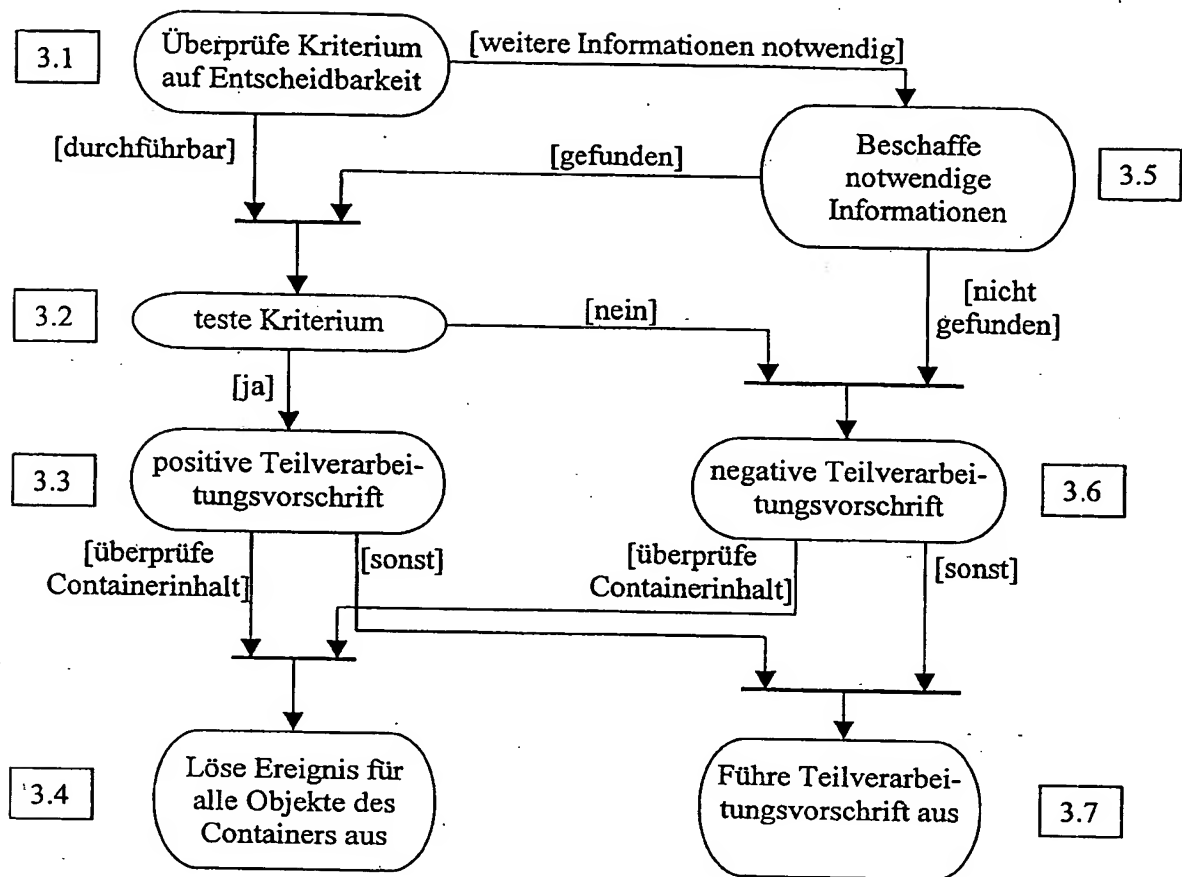 3.1
Überprüfe Kriterium
auf Entscheidbarkeit
[weitere Informationen notwendig]
[durchführbar]
[gefunden]
Beschaffe
notwendige
Informationen
3.5
3.2
teste Kriterium
[nein]
[nicht
gefunden]
[ja]
3.3
positive Teilverarbei-
tungsvorschrift
negative Teilverarbei-
tungsvorschrift
3.6
[überprüfe
Containerinhalt]
[sonst]
[überprüfe
Containerinhalt]
[sonst]
3.4
Löse Ereignis für
alle Objekte des
Containers aus
Führe Teilverarbei-
tungsvorschrift aus
3.7